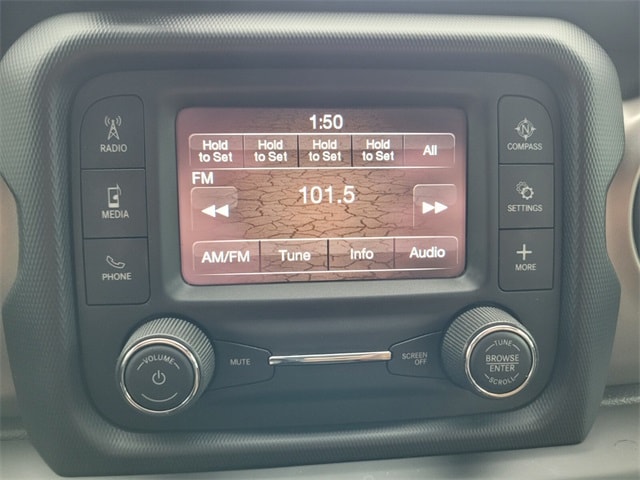 1:50
Hold to Set
Hold to Set
Hold to Set
Hold to Set
All
FM
101.5
AM/FM
Tune
Info
Audio
RADIO
MEDIA
PHONE
N
COMPASS
SETTINGS
+
MORE
VOLUME
MUTE
SCREEN OFF
TUNE
BROWSE
ENTER
SCROLL